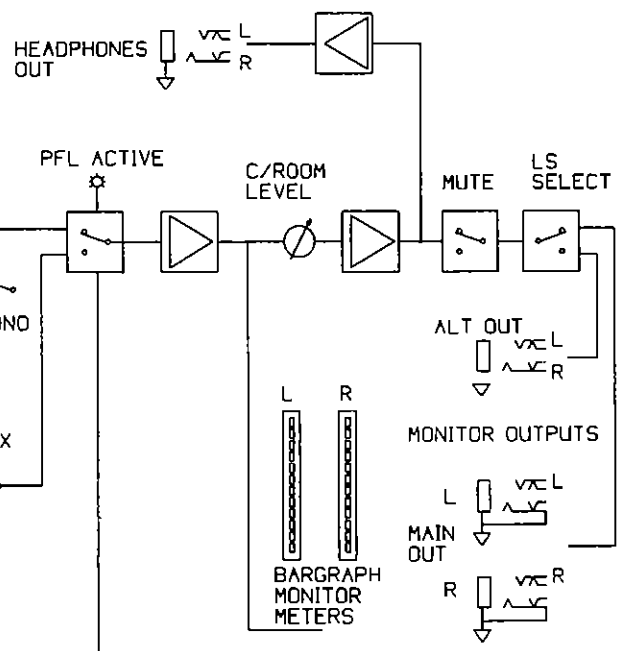 HEADPHONES
OUT
L
R
PFL ACTIVE
C/ROOM
LEVEL
MUTE
LS
SELECT
ONO
X
ALT OUT
L
R
L
R
MONITOR OUTPUTS
L
L
MAIN
OUT
R
R
BARGRAPH
MONITOR
METERS